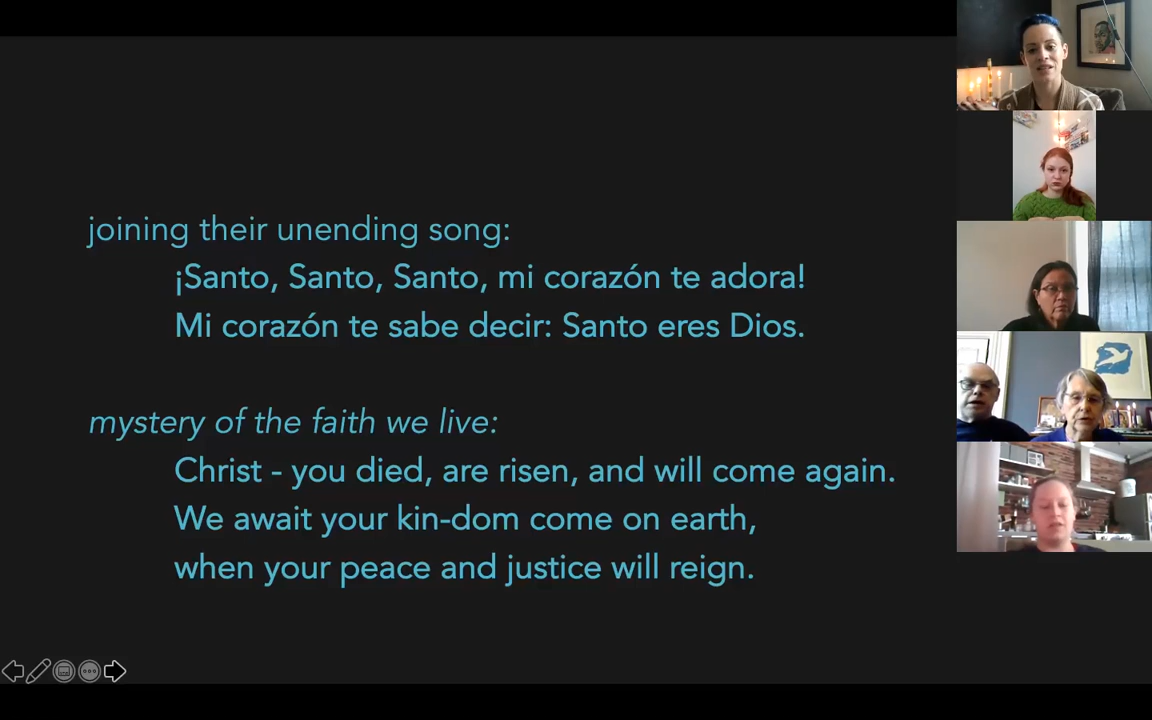 joining their unending song:
¡Santo, Santo, Santo, mi corazón te adora!
Mi corazón te sabe decir: Santo eres Dios.
mystery of the faith we live:
Christ - you died, are risen, and will come again.
We await your kin-dom come on earth,
when your peace and justice will reign.